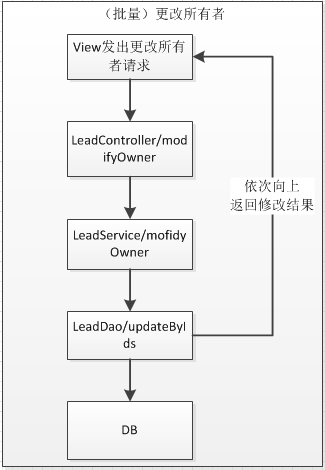 （批量）更改所有者
View发出更改所有
者请求
LeadController/mod
ifyOwner
依次向上
返回修改结果
LeadService/mofidy
Owner
LeadDao/updateByI
ds
DB